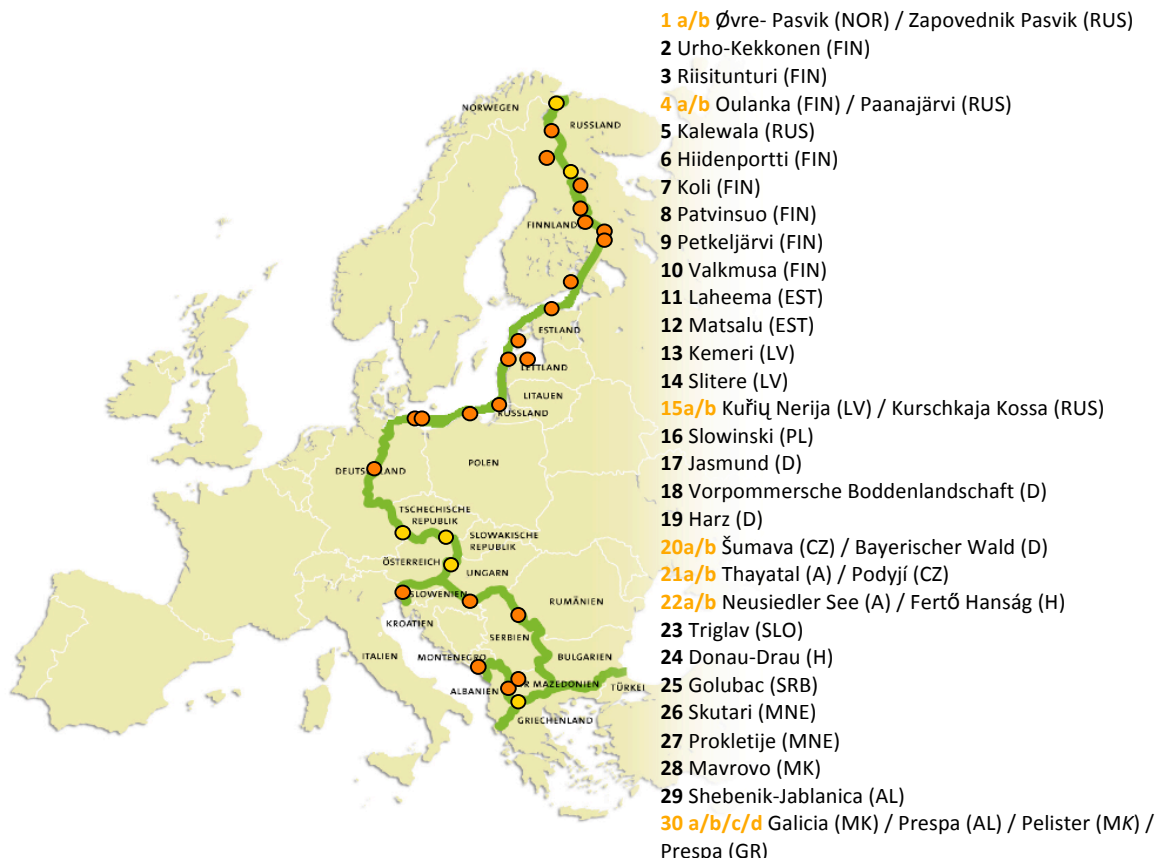 1 a/b Øvre- Pasvik (NOR) / Zapovednik Pasvik (RUS)
2 Urho-Kekkonen (FIN)
3 Riisitunturi (FIN)
4 a/b Oulanka (FIN) / Paanajärvi (RUS)
5 Kalewala (RUS)
6 Hiidenportti (FIN)
7 Koli (FIN)
8 Patvinsuo (FIN)
9 Petkeljärvi (FIN)
10 Valkmusa (FIN)
11 Laheema (EST)
12 Matsalu (EST)
13 Kemeri (LV)
14 Slitere (LV)
15a/b Kuřių Nerija (LV) / Kurschkaja Kossa (RUS)
16 Slowinski (PL)
17 Jasmund (D)
18 Vorpommersche Boddenlandschaft (D)
19 Harz (D)
20a/b Šumava (CZ) / Bayerischer Wald (D)
21a/b Thayatal (A) / Podyjí (CZ)
22a/b Neusiedler See (A) / Fertő Hanság (H)
23 Triglav (SLO)
24 Donau-Drau (H)
25 Golubac (SRB)
26 Skutari (MNE)
27 Prokletije (MNE)
28 Mavrovo (MK)
29 Shebenik-Jablanica (AL)
30 a/b/c/d Galicia (MK) / Prespa (AL) / Pelister (MK) /
Prespa (GR)
NORWEGEN
RUSSLAND
FINNLAND
ESTLAND
LETTLAND
LITAUEN
RUSSLAND
POLEN
DEUTSCHLAND
TSCHECHISCHE
REPUBLIK
SLOWAKISCHE
REPUBLIK
ÖSTERREICH
UNGARN
SLOWENIEN
RUMÄNIEN
KROATIEN
SERBIEN
ITALIEN
MONTENEGRO
BULGARIEN
MAZEDONIEN
ALBANIEN
TÜRKEI
GRIECHENLAND